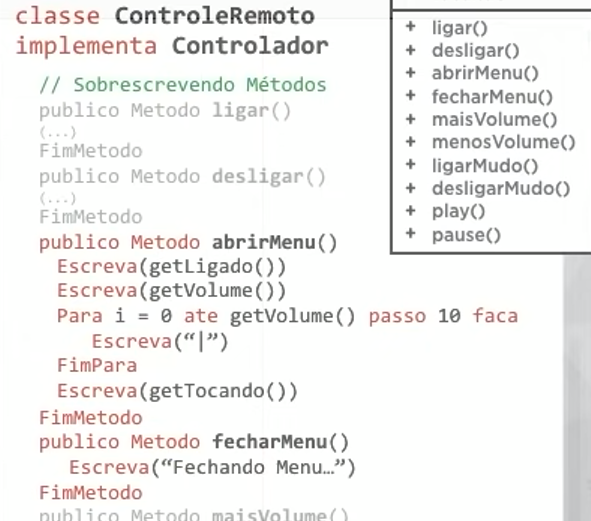 classe ControleRemoto
implementa Controlador
// Sobrescrevendo Métodos
publico Metodo ligar()
(...)
FimMetodo
publico Metodo desligar()
(...)
FimMetodo
publico Metodo abrirMenu()
Escreva(getLigado())
Escreva(getVolume())
Para i = 0 ate getVolume() passo 10 faca
Escreva(“|”)
FimPara
Escreva(getTocando())
FimMetodo
publico Metodo fecharMenu()
Escreva(“Fechando Menu…”)
FimMetodo
publico Metodo maisVolume()
+ ligar()
+ desligar()
+ abrirMenu()
+ fecharMenu()
+ maisVolume()
+ menosVolume()
+ ligarMudo()
+ desligarMudo()
+ play()
+ pause()